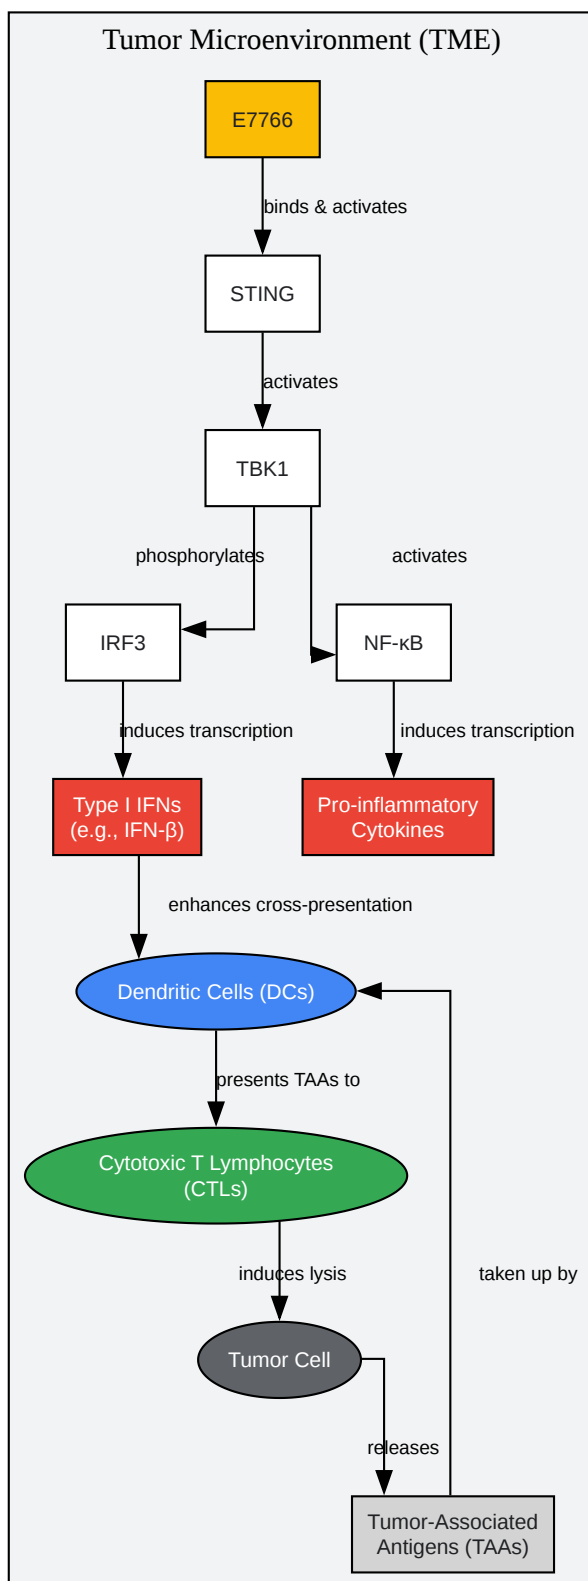 Tumor Microenvironment (TME)
E7766
binds & activates
STING
activates
TBK1
phosphorylates
activates
IRF3
NF-κB
induces transcription
induces transcription
Type I IFNs
(e.g., IFN-β)
Pro-inflammatory
Cytokines
enhances cross-presentation
Dendritic Cells (DCs)
presents TAAs to
Cytotoxic T Lymphocytes
(CTLs)
induces lysis
taken up by
Tumor Cell
releases
Tumor-Associated
Antigens (TAAs)